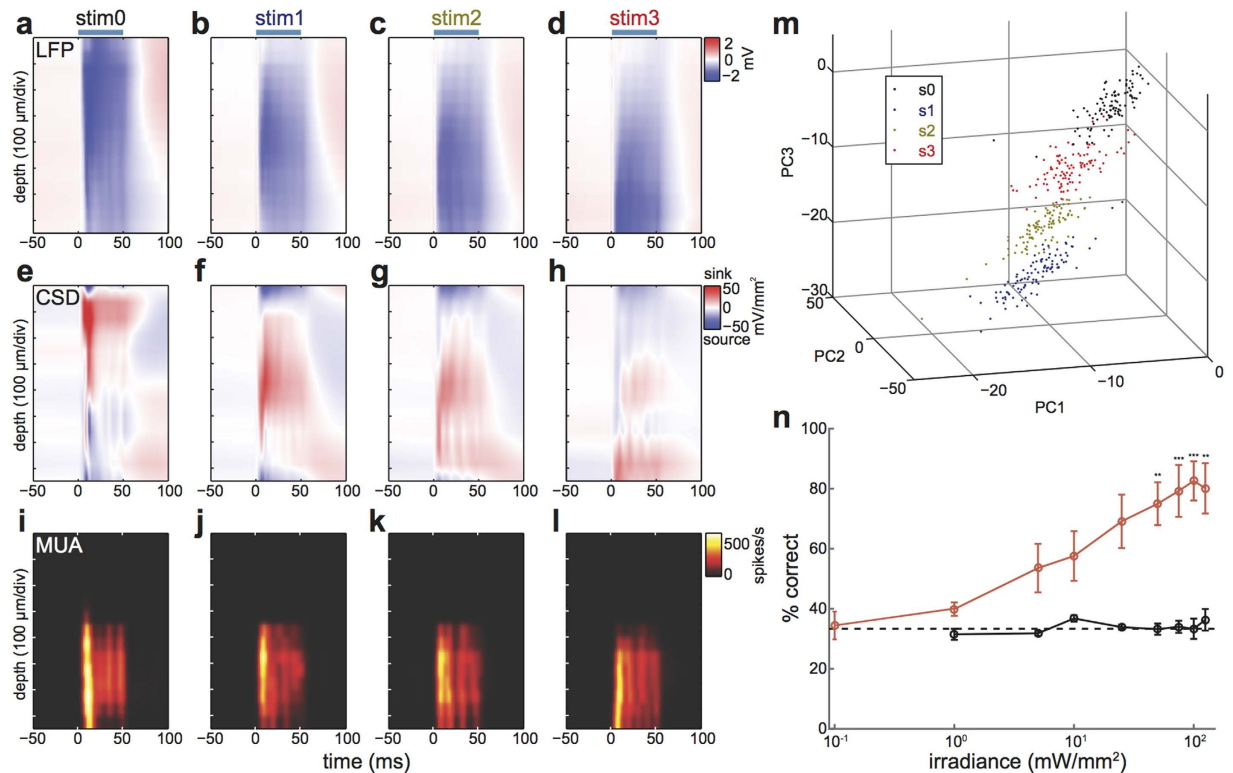 a stim0 b stim1 c stim2 d stim3 m
LFP
2
0
−2
mV
depth (100 µm/div)
−50 0 50 100 −50 0 50 100 −50 0 50 100 −50 0 50 100
e f g h
CSD
sink
50
0
−50
source
mV/mm²
depth (100 µm/div)
−50 0 50 100 −50 0 50 100 −50 0 50 100 −50 0 50 100
i j k l
MUA
500
0
spikes/s
depth (100 µm/div)
−50 0 50 100 −50 0 50 100 −50 0 50 100 −50 0 50 100
time (ms)
s0
s1
s2
s3
0
−10
−20
−30
PC3
50
0
−50
PC2
−20
−10
0
PC1
n
100
80
60
40
20
0
% correct
** *** *** **
10⁻¹ 10⁰ 10¹ 10²
irradiance (mW/mm²)